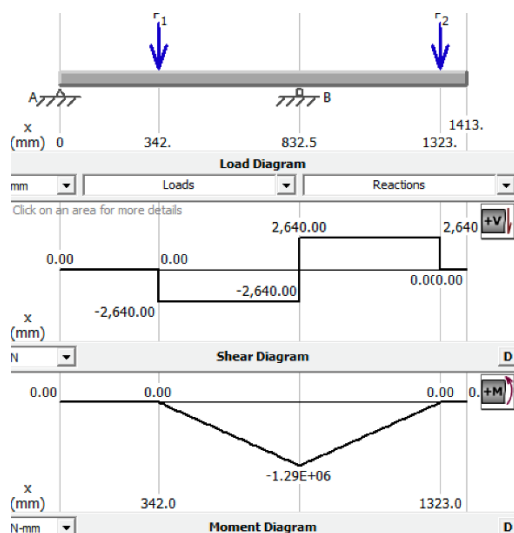 1 2
A B
1413.
x
(mm) 0 342. 832.5 1323.
Load Diagram
mm Loads Reactions
Click on an area for more details
2,640.00 2,640 +V
0.00 0.00
-2,640.00 0.00
-2,640.00
x
(mm)
N Shear Diagram D
0.00 0.00 0.00 0. +M
-1.29E+06
x
(mm) 342.0 1323.0
N-mm Moment Diagram D